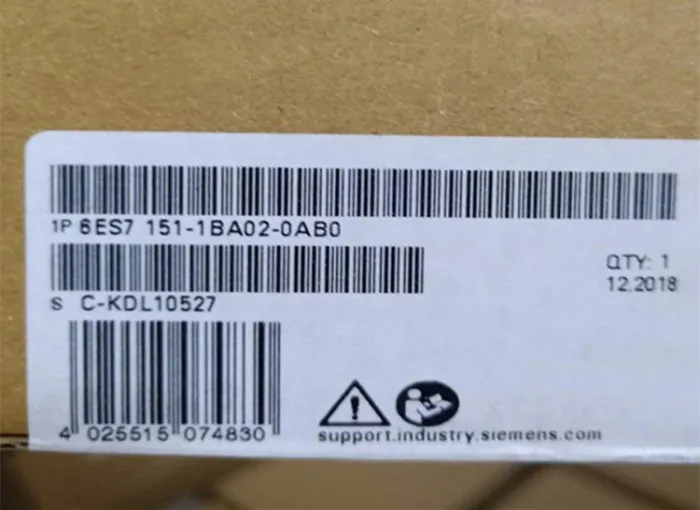 1P 6ES7 151-1BA02-0AB0
QTY: 1
12.2018
S C-KDL10527
4 025515 074830
support.industry.siemens.com